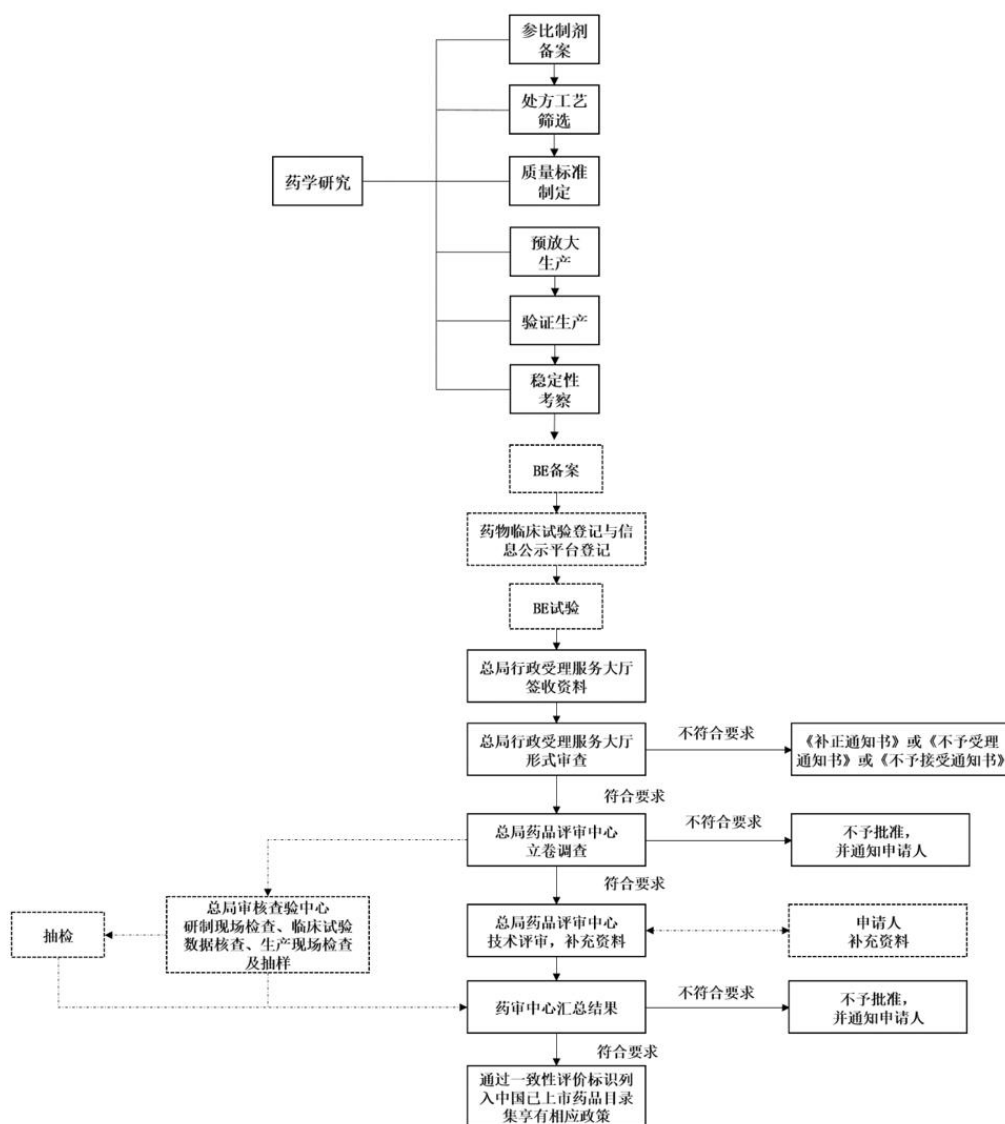 参比制剂
备案
处方工艺
筛选
药学研究
质量标准
制定
预放大
生产
验证生产
稳定性
考察
BE备案
药物临床试验登记与信
息公示平台登记
BE试验
总局行政受理服务大厅
签收资料
总局行政受理服务大厅
形式审查
不符合要求
《补正通知书》或《不予受理
通知书》或《不予接受通知书》
符合要求
总局药品评审中心
立卷调查
不符合要求
不予批准，
并通知申请人
符合要求
抽检
总局审核查验中心
研制现场检查、临床试验
数据核查、生产现场检查
及抽样
总局药品评审中心
技术评审，补充资料
申请人
补充资料
药审中心汇总结果
不符合要求
不予批准，
并通知申请人
符合要求
通过一致性评价标识列
入中国已上市药品目录
集享有相应政策